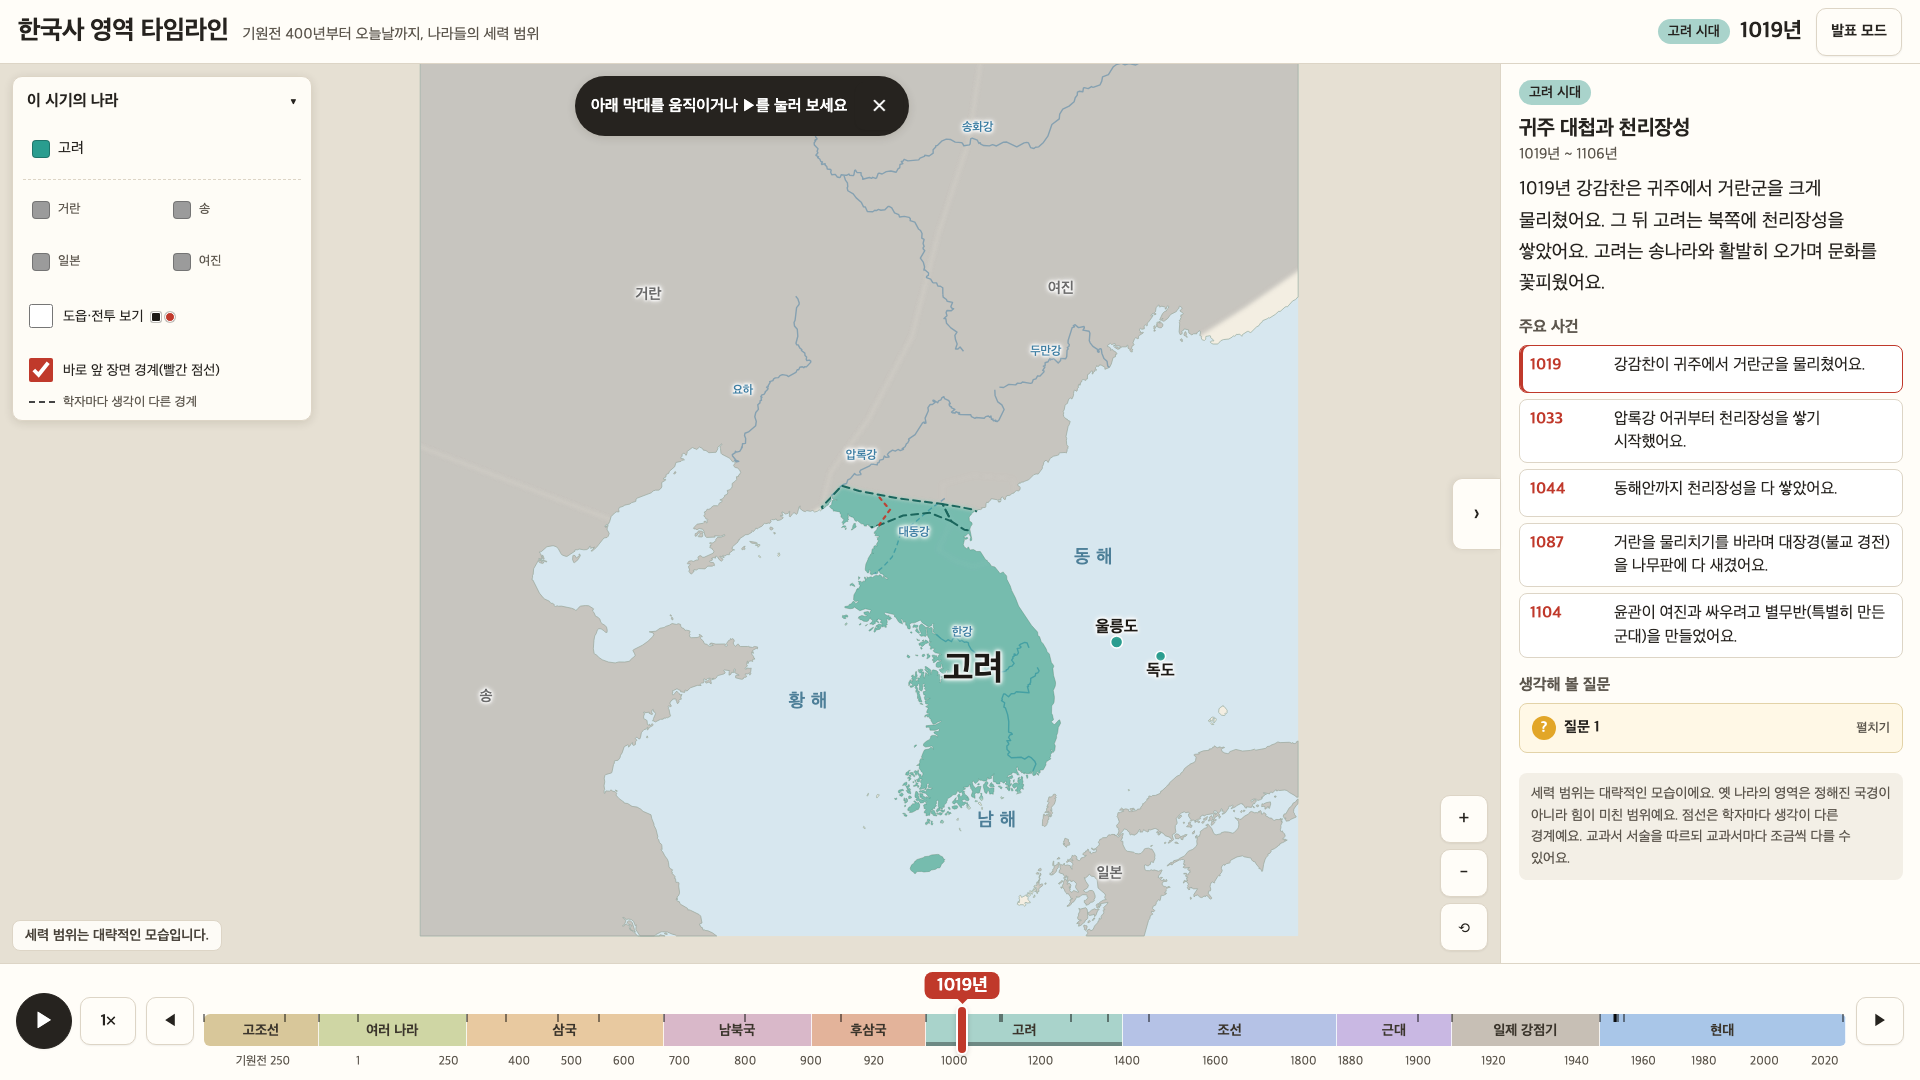 한국사 영역 타임라인
기원전 400년부터 오늘날까지, 나라들의 세력 범위
고려 시대
1019년
발표 모드
이 시기의 나라
▼
고려
거란
송
일본
여진
도읍·전투 보기
바로 앞 장면 경계(빨간 점선)
학자마다 생각이 다른 경계
아래 막대를 움직이거나 ▶를 눌러 보세요
✕
송화강
거란
여진
두만강
요하
압록강
대동강
동 해
울릉도
한강
고려
독도
송
황 해
남 해
일본
세력 범위는 대략적인 모습입니다.
›
+
−
⟲
고려 시대
귀주 대첩과 천리장성
1019년 ~ 1106년
1019년 강감찬은 귀주에서 거란군을 크게
물리쳤어요. 그 뒤 고려는 북쪽에 천리장성을
쌓았어요. 고려는 송나라와 활발히 오가며 문화를
꽃피웠어요.
주요 사건
1019 강감찬이 귀주에서 거란군을 물리쳤어요.
1033 압록강 어귀부터 천리장성을 쌓기
시작했어요.
1044 동해안까지 천리장성을 다 쌓았어요.
1087 거란을 물리치기를 바라며 대장경(불교 경전)
을 나무판에 다 새겼어요.
1104 윤관이 여진과 싸우려고 별무반(특별히 만든
군대)을 만들었어요.
생각해 볼 질문
? 질문 1 펼치기
세력 범위는 대략적인 모습이에요. 옛 나라의 영역은 정해진 국경이
아니라 힘이 미친 범위예요. 점선은 학자마다 생각이 다른
경계예요. 교과서 서술을 따르되 교과서마다 조금씩 다를 수
있어요.
1019년
▶ 1× ◀
고조선 여러 나라 삼국 남북국 후삼국 고려 조선 근대 일제 강점기 현대
▶
기원전 250 1 250 400 500 600 700 800 900 920 1000 1200 1400 1600 1800 1880 1900 1920 1940 1960 1980 2000 2020